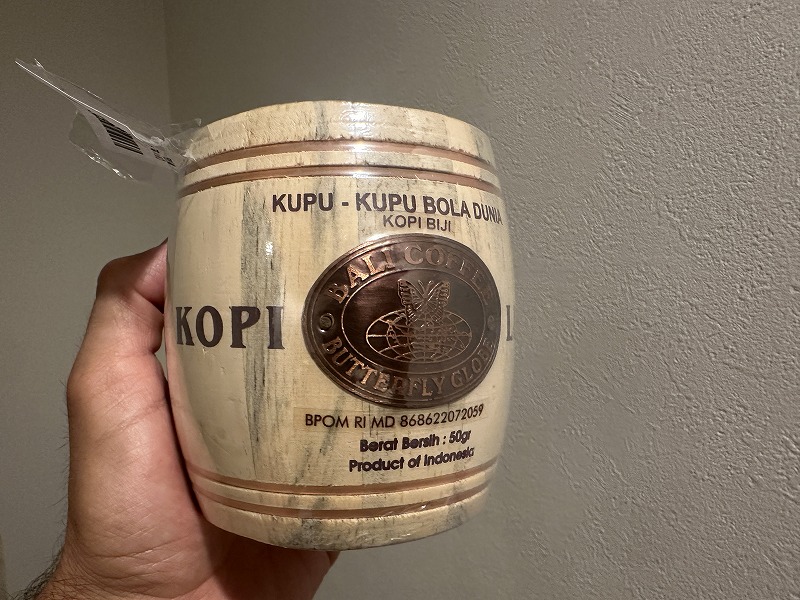 KUPU - KUPU BOLA DUNIA
KOPI BIJI
BALI COFFEE
KOPI
BUTTERFLY GLOBE
BPOM RI MD 868622072059
Berat Bersih : 50gr
Product of Indonesia